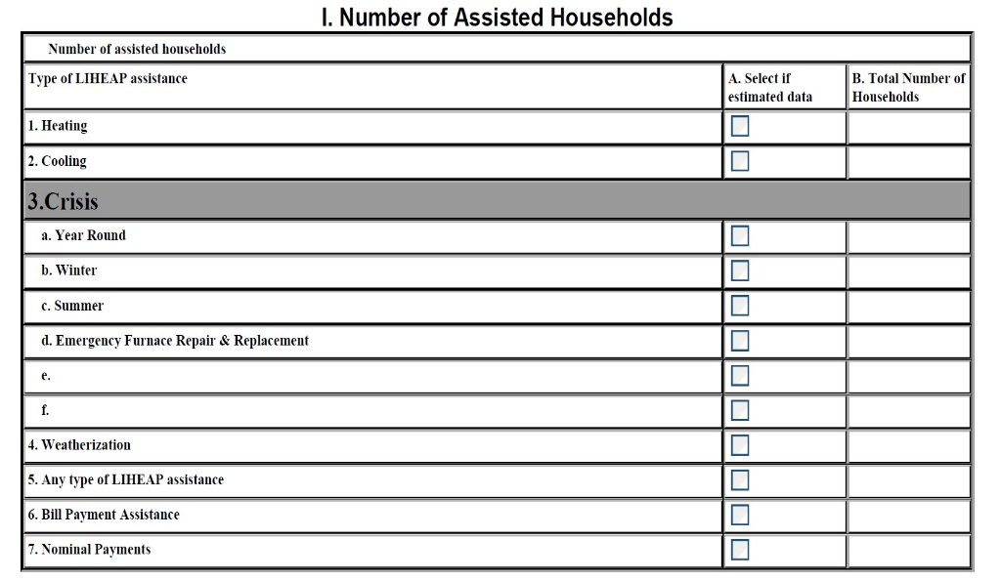 I. Number of Assisted Households
Number of assisted households
Type of LIHEAP assistance
A. Select if
estimated data
B. Total Number of
Households
1. Heating
2. Cooling
3.Crisis
a. Year Round
b. Winter
c. Summer
d. Emergency Furnace Repair & Replacement
e.
f.
4. Weatherization
5. Any type of LIHEAP assistance
6. Bill Payment Assistance
7. Nominal Payments